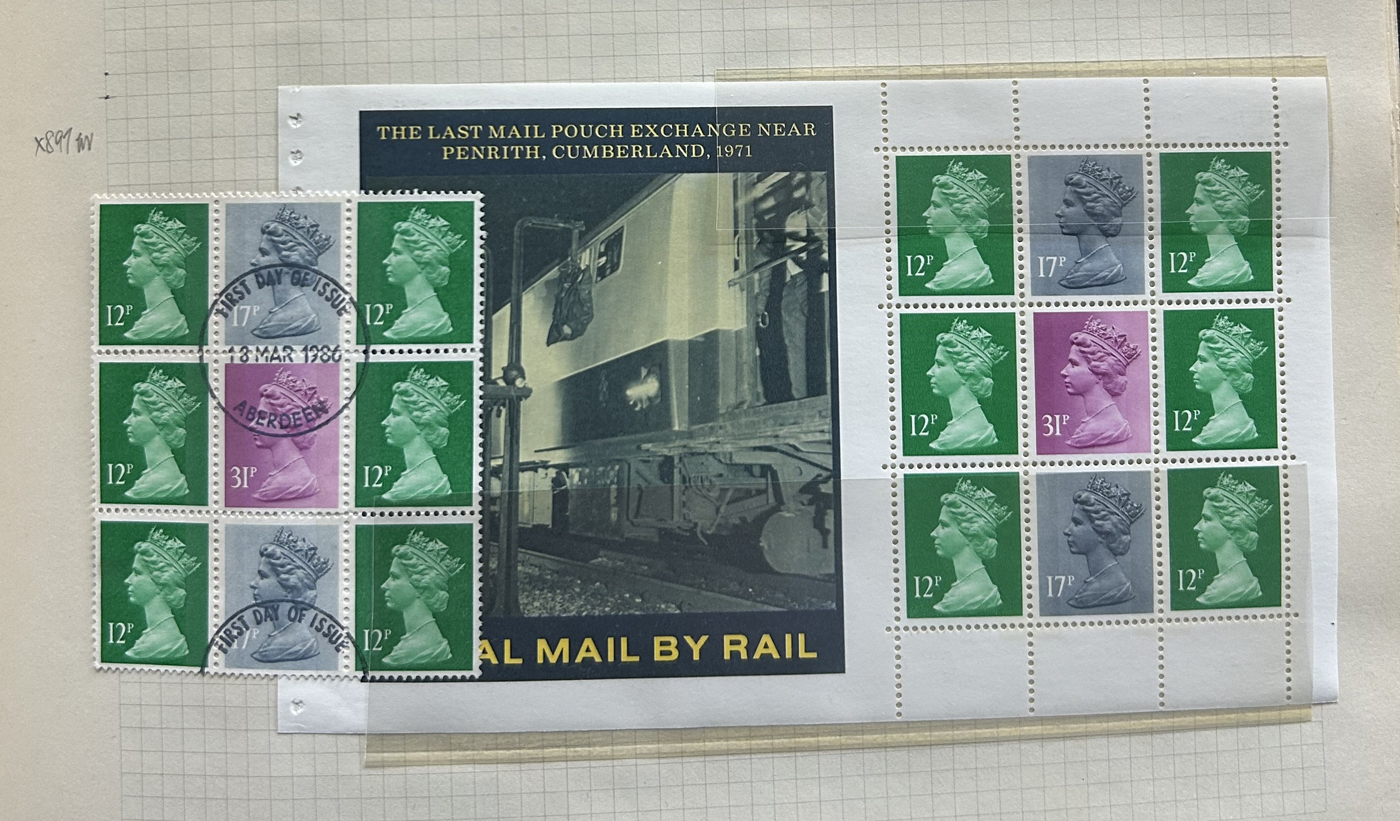 THE LAST MAIL POUCH EXCHANGE NEAR
PENRITH, CUMBERLAND, 1971
AL MAIL BY RAIL
12P
17P
12P
12P
31P
12P
12P
17P
12P
FIRST DAY OF ISSUE
18 MAR 1986
ABERDEEN
FIRST DAY OF ISSUE
12P
17P
12P
12P
31P
12P
12P
17P
12P